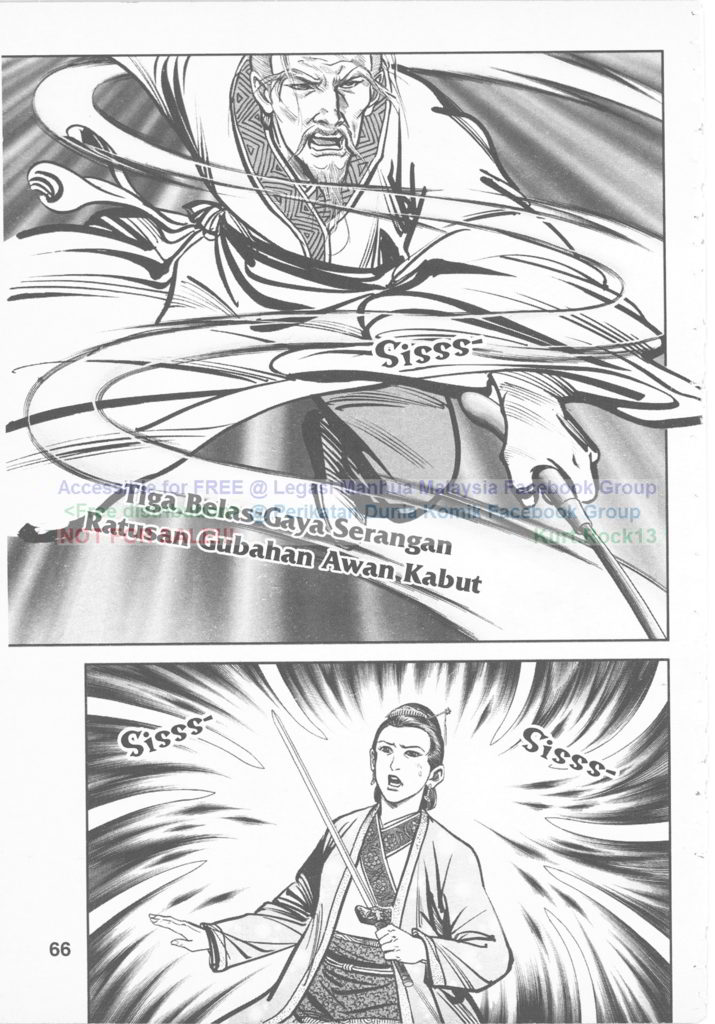 Sisss-
Accessible for FREE @ Legasi Manhua Malaysia Facebook Group
Tiga Belas Gaya Serangan
@ Perikatan Dunia Komik Facebook Group
Ratusan Gubahan Awan Kabut
Kuri Rock13
Sisss-
Sisss-
66